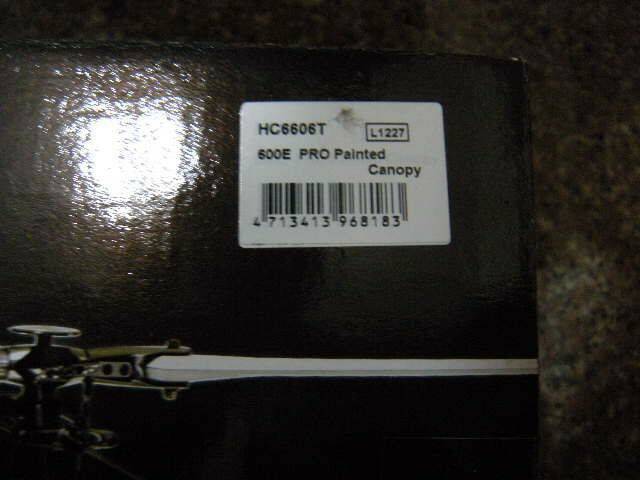 HC6606T L1227
600E PRO Painted
Canopy
4 713413 968183